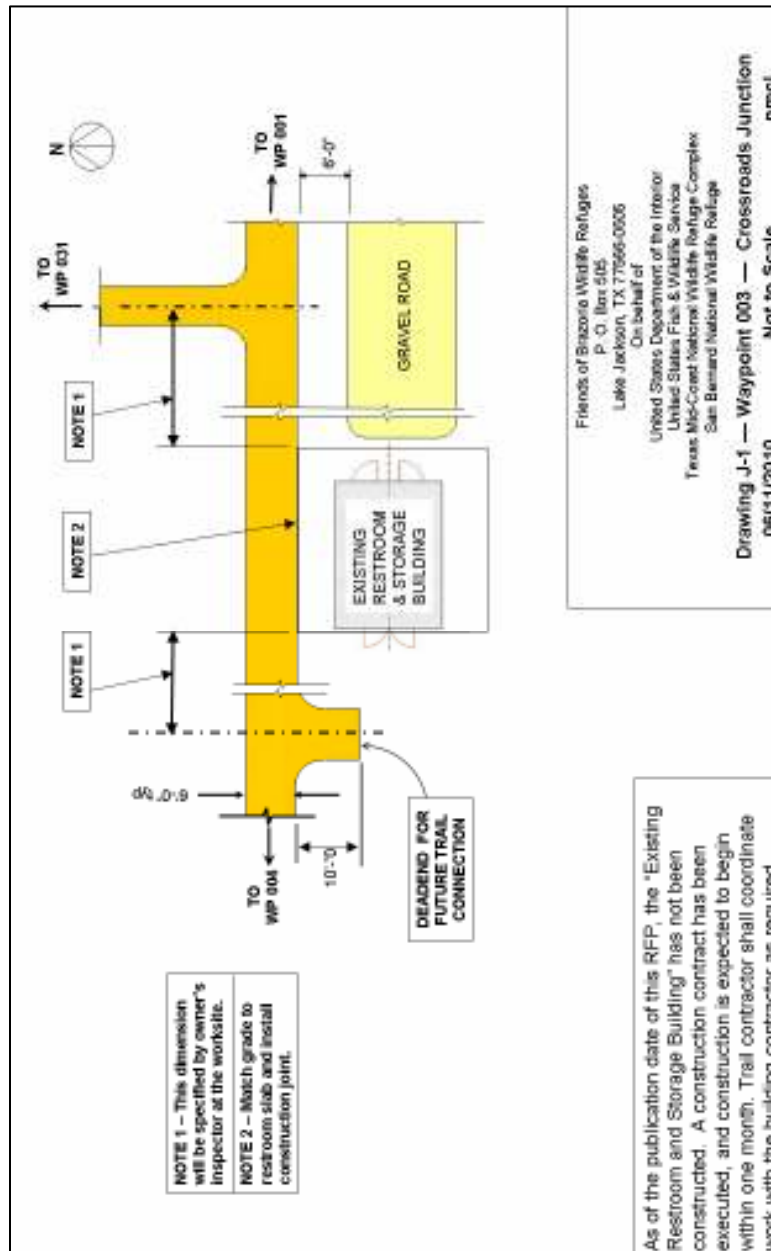 N
TO
WP 031
TO
WP 001
6'-0"
NOTE 1
NOTE 2
NOTE 1
GRAVEL ROAD
EXISTING
RESTROOM
& STORAGE
BUILDING
6'-0" typ
TO
WP 004
10'-0"
DEADEND FOR
FUTURE TRAIL
CONNECTION
NOTE 1 – This dimension
will be specified by owner's
inspector at the worksite.
NOTE 2 – Match grade to
restroom slab and install
construction joint.
As of the publication date of this RFP, the "Existing
Restroom and Storage Building" has not been
constructed. A construction contract has been
executed, and construction is expected to begin
within one month. Trail contractor shall coordinate
work with the building contractor as required.
Friends of Brazoria Wildlife Refuges
P. O. Box 505
Lake Jackson, TX 77566-0505
On behalf of
United States Department of the Interior
United States Fish & Wildlife Service
Texas Mid-Coast National Wildlife Refuge Complex
San Bernard National Wildlife Refuge
Drawing J-1 — Waypoint 003 — Crossroads Junction
Not to Scale